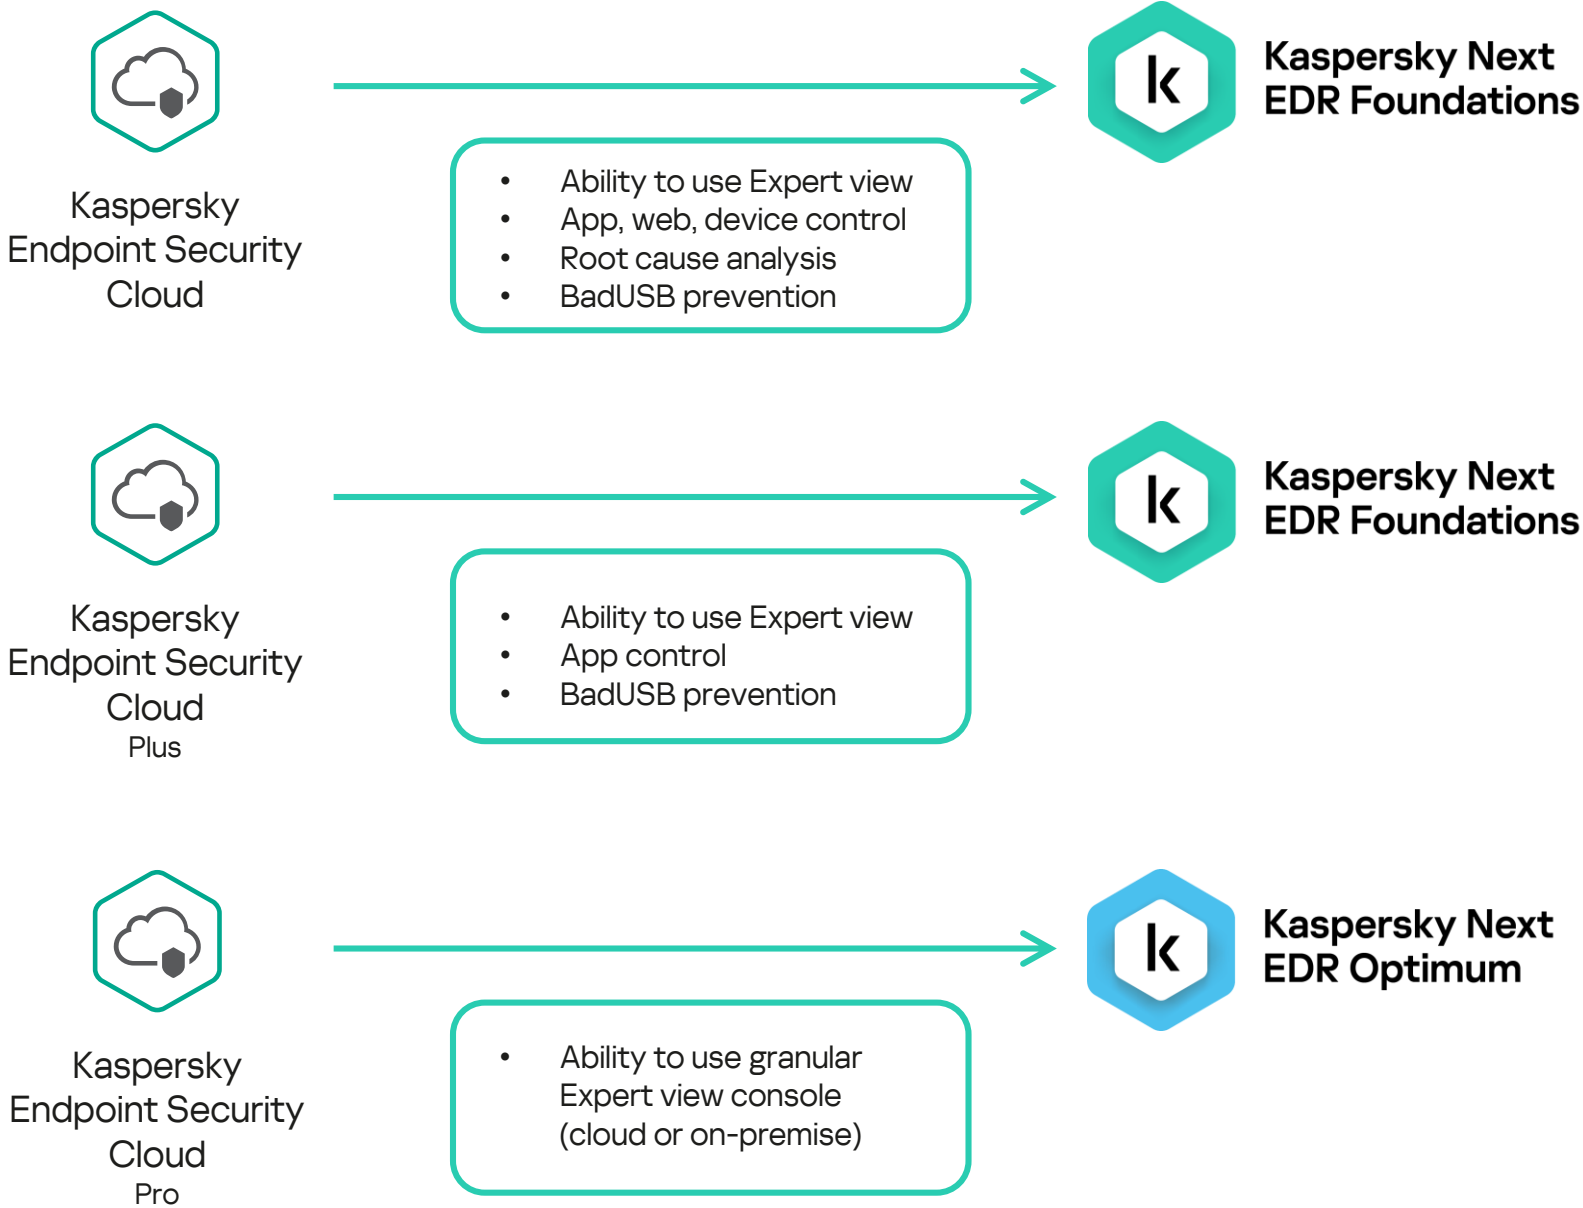 Kaspersky
Endpoint Security
Cloud
• Ability to use Expert view
• App, web, device control
• Root cause analysis
• BadUSB prevention
k
Kaspersky Next
EDR Foundations
Kaspersky
Endpoint Security
Cloud
Plus
• Ability to use Expert view
• App control
• BadUSB prevention
k
Kaspersky Next
EDR Foundations
Kaspersky
Endpoint Security
Cloud
Pro
• Ability to use granular
Expert view console
(cloud or on-premise)
k
Kaspersky Next
EDR Optimum